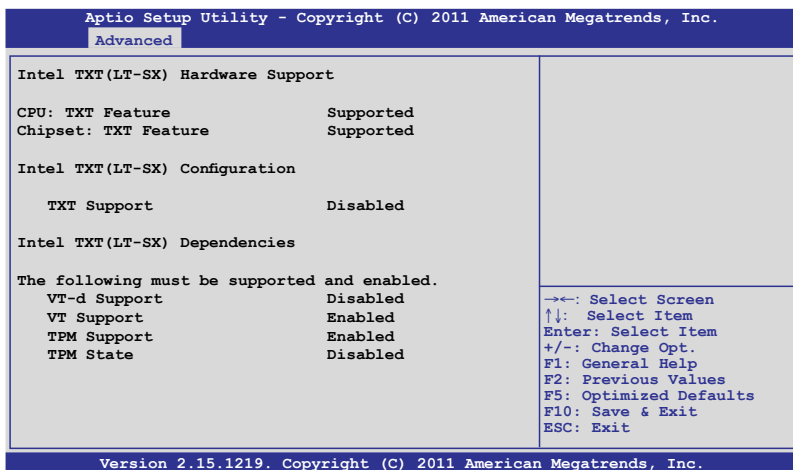 Aptio Setup Utility - Copyright (C) 2011 American Megatrends, Inc.
Advanced
Intel TXT(LT-SX) Hardware Support
CPU: TXT Feature Supported
Chipset: TXT Feature Supported
Intel TXT(LT-SX) Configuration
TXT Support Disabled
Intel TXT(LT-SX) Dependencies
The following must be supported and enabled.
VT-d Support Disabled
VT Support Enabled
TPM Support Enabled
TPM State Disabled
→←: Select Screen
↑↓: Select Item
Enter: Select Item
+/-: Change Opt.
F1: General Help
F2: Previous Values
F5: Optimized Defaults
F10: Save & Exit
ESC: Exit
Version 2.15.1219. Copyright (C) 2011 American Megatrends, Inc.